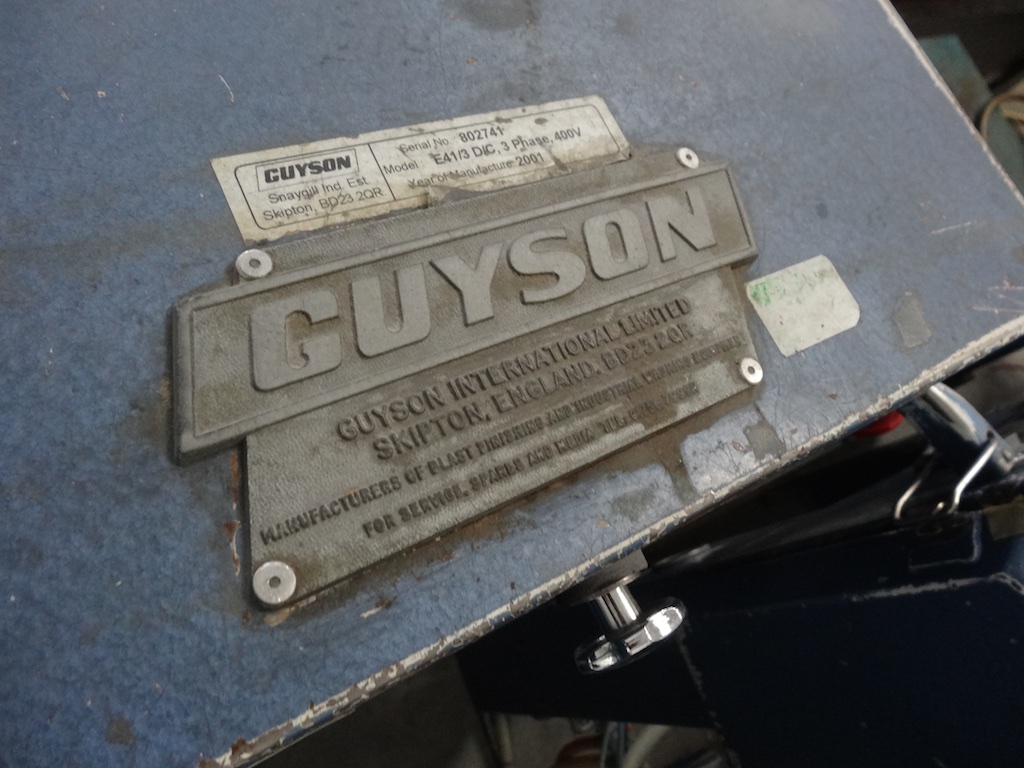 GUYSON
Snaygill Ind. Est
Skipton, BD23 2QR
Serial No. 802741
Model E41/3 D/C, 3 Phase, 400V
Year of Manufacture 2001
GUYSON
GUYSON INTERNATIONAL LIMITED
SKIPTON, ENGLAND. BD23 2QR
MANUFACTURERS OF BLAST FINISHING AND INDUSTRIAL
FOR SERVICE, SPARES AND MEDIA TEL.